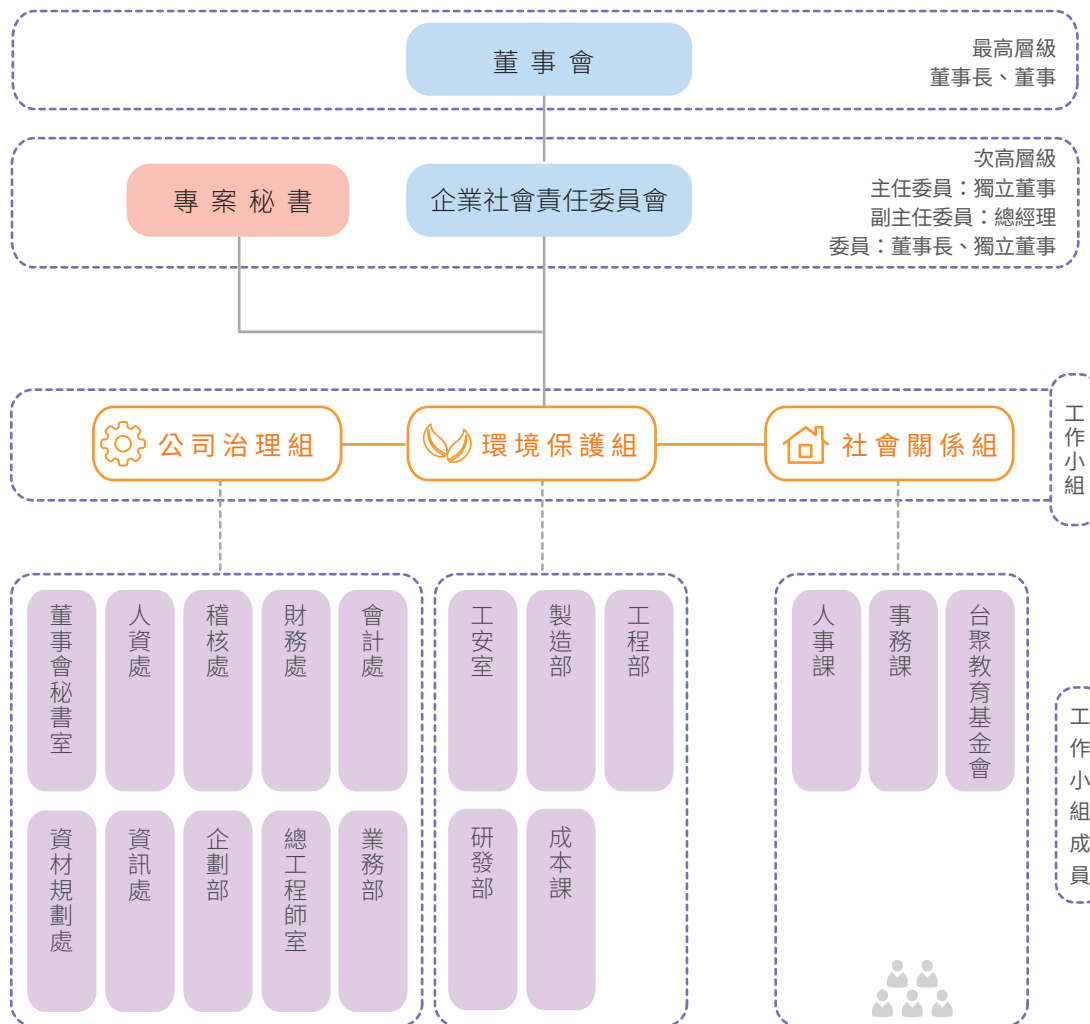 董事會
最高層級
董事長、董事
專案秘書
企業社會責任委員會
次高層級
主任委員：獨立董事
副主任委員：總經理
委員：董事長、獨立董事
公司治理組
環境保護組
社會關係組
工作小組
董事會秘書室
人資處
稽核處
財務處
會計處
資材規劃處
資訊處
企劃部
總工程師室
業務部
工安室
製造部
工程部
研發部
成本課
人事課
事務課
台聚教育基金會
工作小組成員